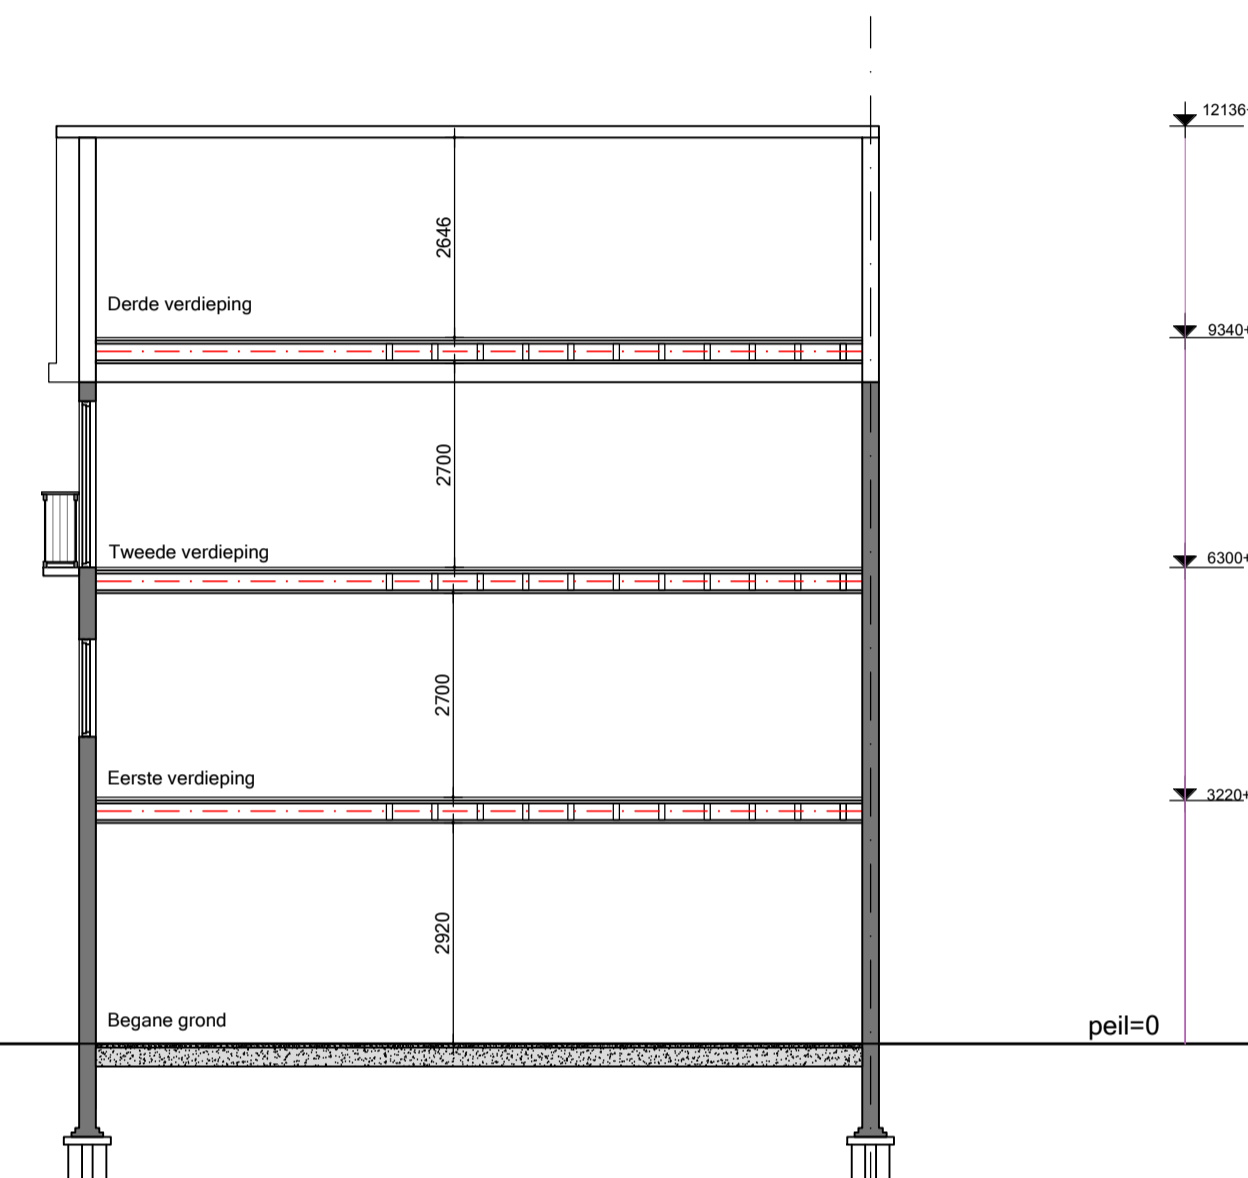 12136+
2646
Derde verdieping
9340+
2700
Tweede verdieping
6300+
2700
Eerste verdieping
3220+
2920
Begane grond
peil=0